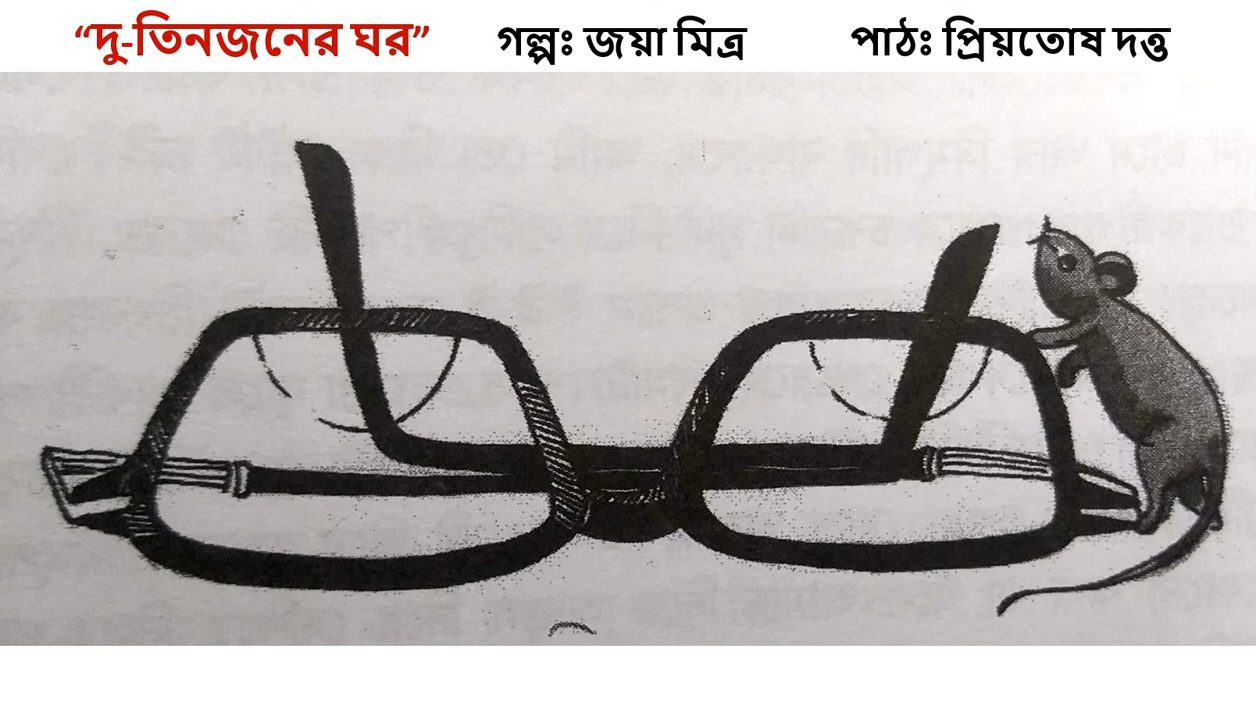 “দু-তিনজনের ঘর” গল্পঃ জয়া মিত্র পাঠঃ প্রিয়তোষ দত্ত